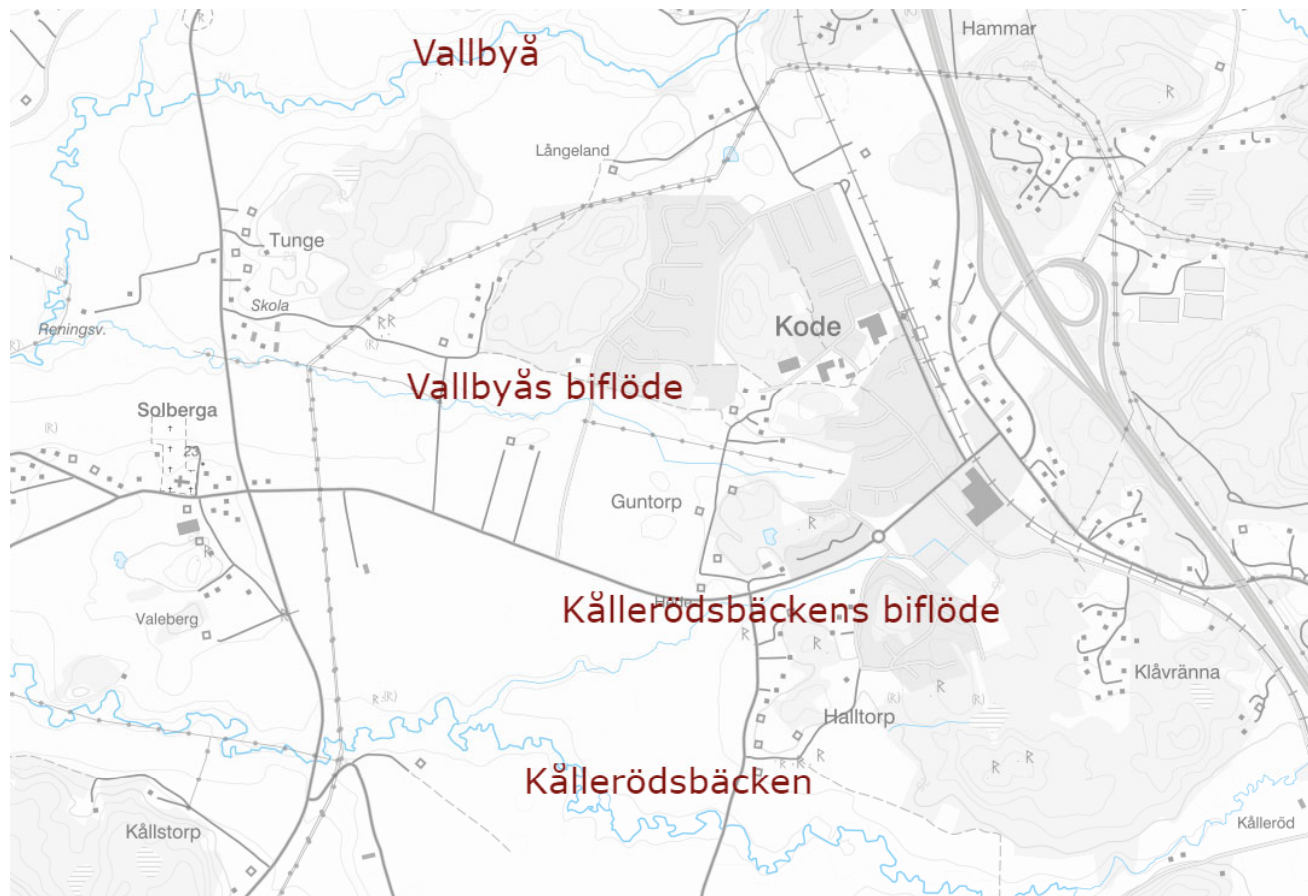 Hammar
Vallbyå
R
Långeland
Tunge
(R)
Skola
R R
Reningsv.
(R)
(R)
Kode
Vallbyås biflöde
Solberga
(R)
23
Guntorp
R
R
Kållerödsbäckens biflöde
Valeberg
R
R
R
Klåvränna
R
R:(R)
(R)
(R)
Halltorp
R
R
R R R
R
Kållerödsbäcken
Kållstorp
Kålleröd